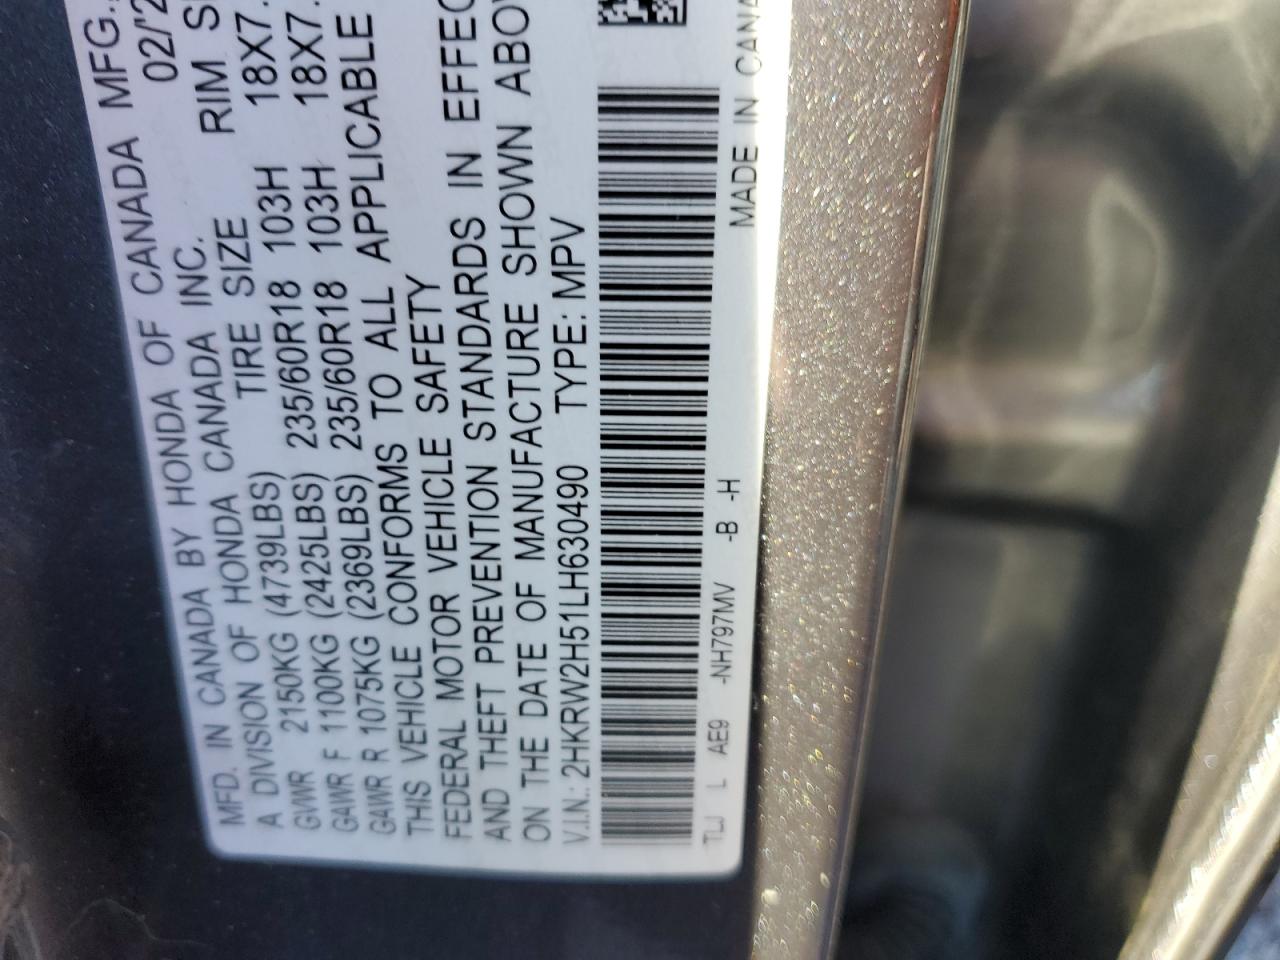 MFD. IN CANADA BY HONDA OF CANADA MFG.
A DIVISION OF HONDA CANADA INC. 02/'2
GVWR 2150KG (4739LBS) TIRE SIZE RIM S
GAWR F 1100KG (2425LBS) 235/60R18 103H 18X7.
GAWR R 1075KG (2369LBS) 235/60R18 103H 18X7.
THIS VEHICLE CONFORMS TO ALL APPLICABLE
FEDERAL MOTOR VEHICLE SAFETY
AND THEFT PREVENTION STANDARDS IN EFFEC
ON THE DATE OF MANUFACTURE SHOWN ABOV
V.I.N.: 2HKRW2H51LH630490 TYPE: MPV
TLJ L AE9 -NH797MV -B -H MADE IN CANA